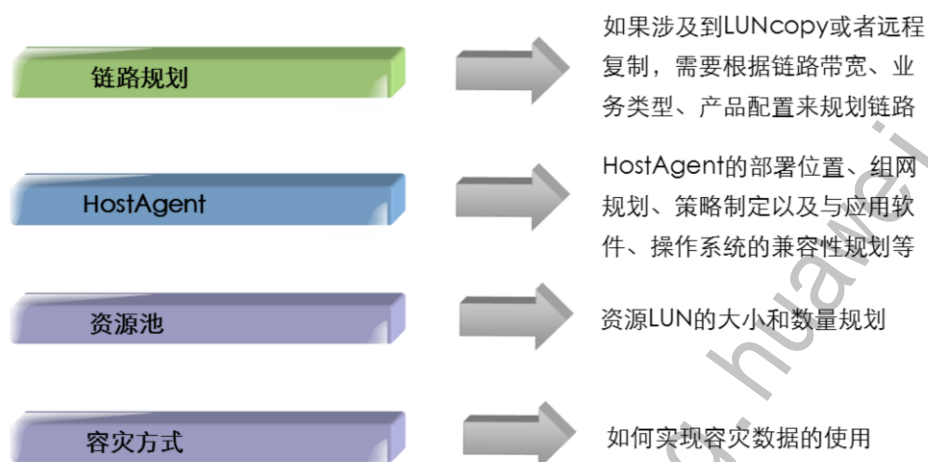 链路规划
如果涉及到LUNcopy或者远程
复制，需要根据链路带宽、业
务类型、产品配置来规划链路
HostAgent
HostAgent的部署位置、组网
规划、策略制定以及与应用软
件、操作系统的兼容性规划等
资源池
资源LUN的大小和数量规划
容灾方式
如何实现容灾数据的使用
g.huawei